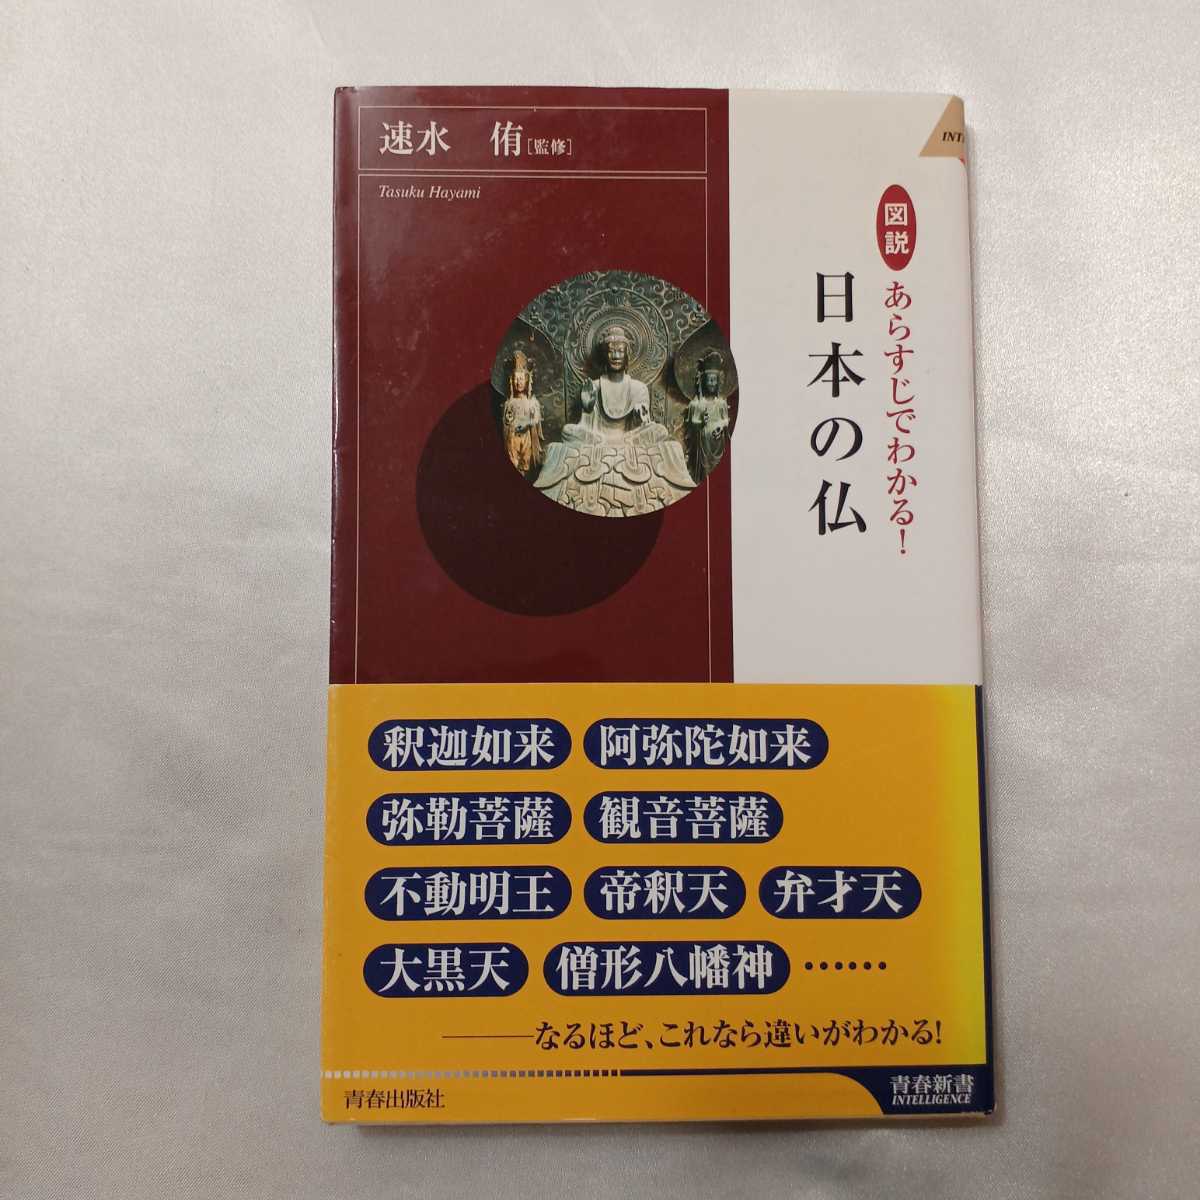 速水 侑[監修]
Tasuku Hayami
INTE
図説
あらすじでわかる!
日本の仏
釈迦如来 阿弥陀如来
弥勒菩薩 観音菩薩
不動明王 帝釈天 弁才天
大黒天 僧形八幡神 ……
――なるほど、これなら違いがわかる!
青春出版社
青春新書
INTELLIGENCE